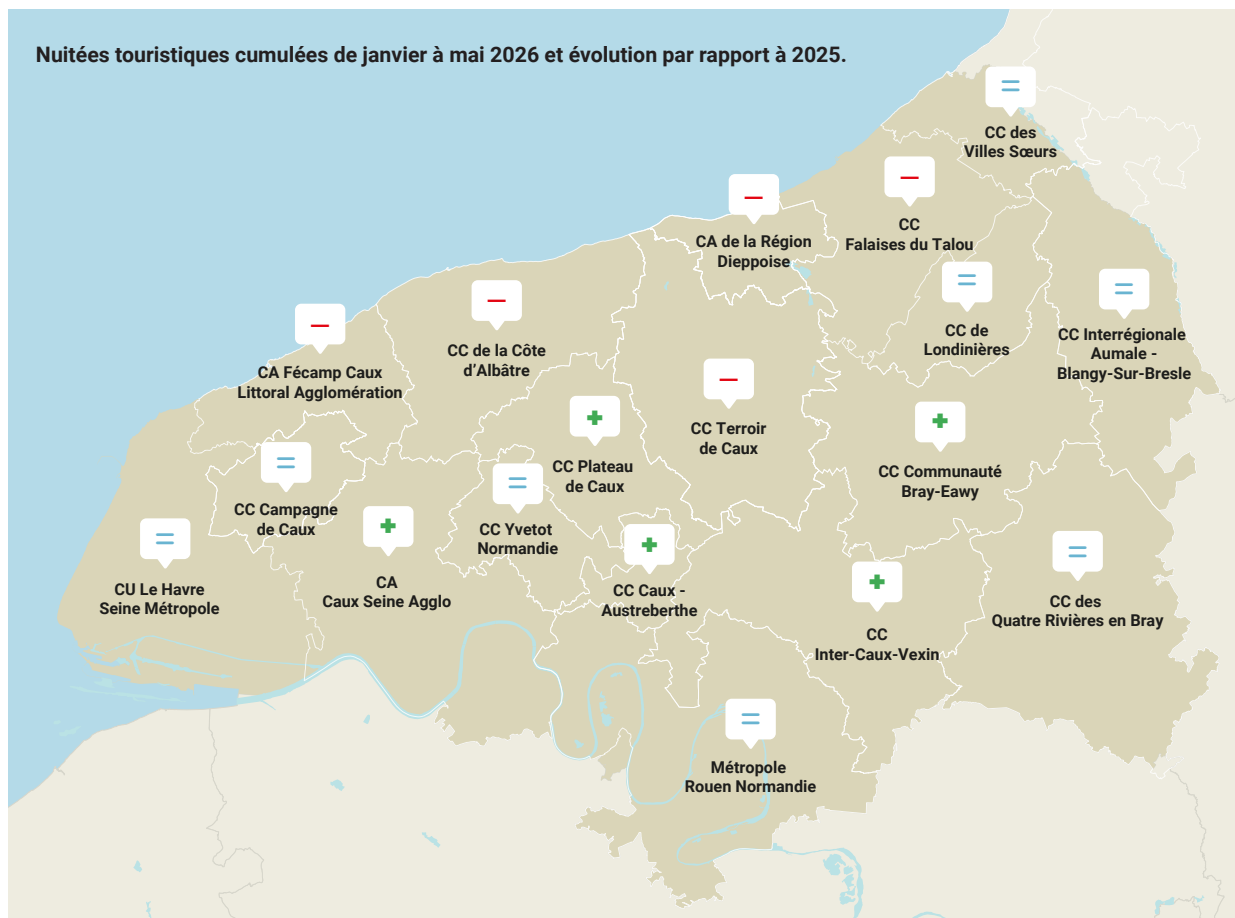 Nuitées touristiques cumulées de janvier à mai 2026 et évolution par rapport à 2025.
=
CC des
Villes Sœurs
–
CC
Falaises du Talou
–
CA de la Région
Dieppoise
=
CC de
Londinières
=
CC Interrégionale
Aumale -
Blangy-Sur-Bresle
–
CC de la Côte
d'Albâtre
–
CA Fécamp Caux
Littoral Agglomération
–
CC Terroir
de Caux
+
CC Plateau
de Caux
+
CC Communauté
Bray-Eawy
=
CC Campagne
de Caux
=
CC Yvetot
Normandie
+
CA
Caux Seine Agglo
=
CU Le Havre
Seine Métropole
+
CC Caux -
Austreberthe
+
CC
Inter-Caux-Vexin
=
CC des
Quatre Rivières en Bray
=
Métropole
Rouen Normandie